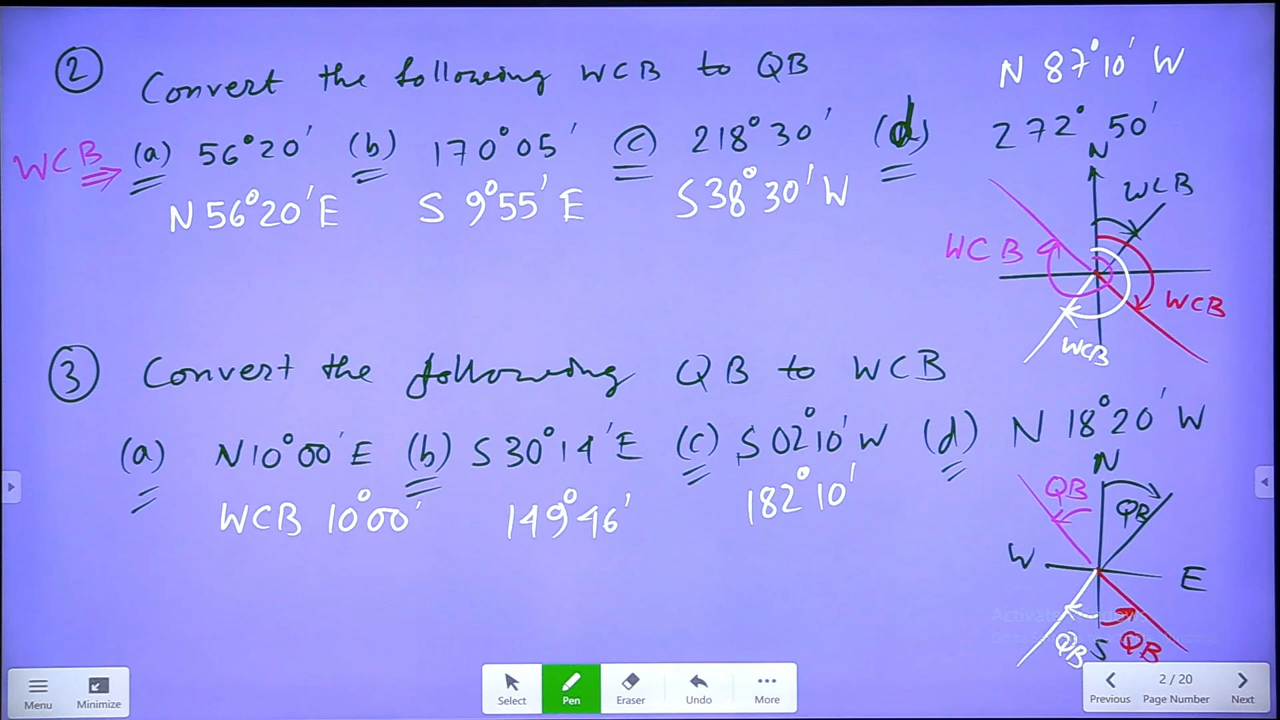 ② Convert the following WCB to QB
N 87°10' W
WCB ⇒ (a) 56°20' (b) 170°05' (c) 218°30' (d) 272°50'
N 56°20' E S 9°55' E S 38°30' W
N
WCB
WCB
WCB
WCB
③ Convert the following QB to WCB
(a) N10°00' E (b) S 30°14' E (c) S 02°10' W (d) N 18°20' W
WCB 10°00' 149°46' 182°10'
N
QB
QB
W
E
QB S QB
Menu
Minimize
Select
Pen
Eraser
Undo
More
Previous
2 / 20
Page Number
Next